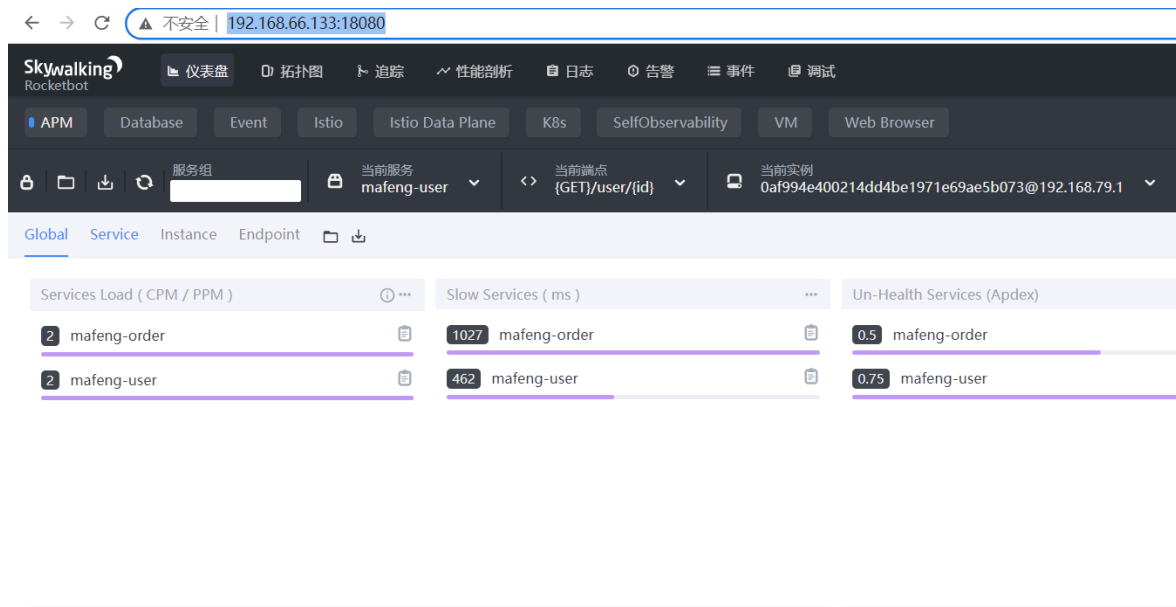 不安全 | 192.168.66.133:18080
Skywalking
Rocketbot
仪表盘 拓扑图 追踪 性能剖析 日志 告警 事件 调试
APM Database Event Istio Istio Data Plane K8s SelfObservability VM Web Browser
服务组 当前服务 当前端点 当前实例
mafeng-user {GET}/user/{id} 0af994e400214dd4be1971e69ae5b073@192.168.79.1
Global Service Instance Endpoint
Services Load ( CPM / PPM ) Slow Services ( ms ) Un-Health Services (Apdex)
2 mafeng-order 1027 mafeng-order 0.5 mafeng-order
2 mafeng-user 462 mafeng-user 0.75 mafeng-user